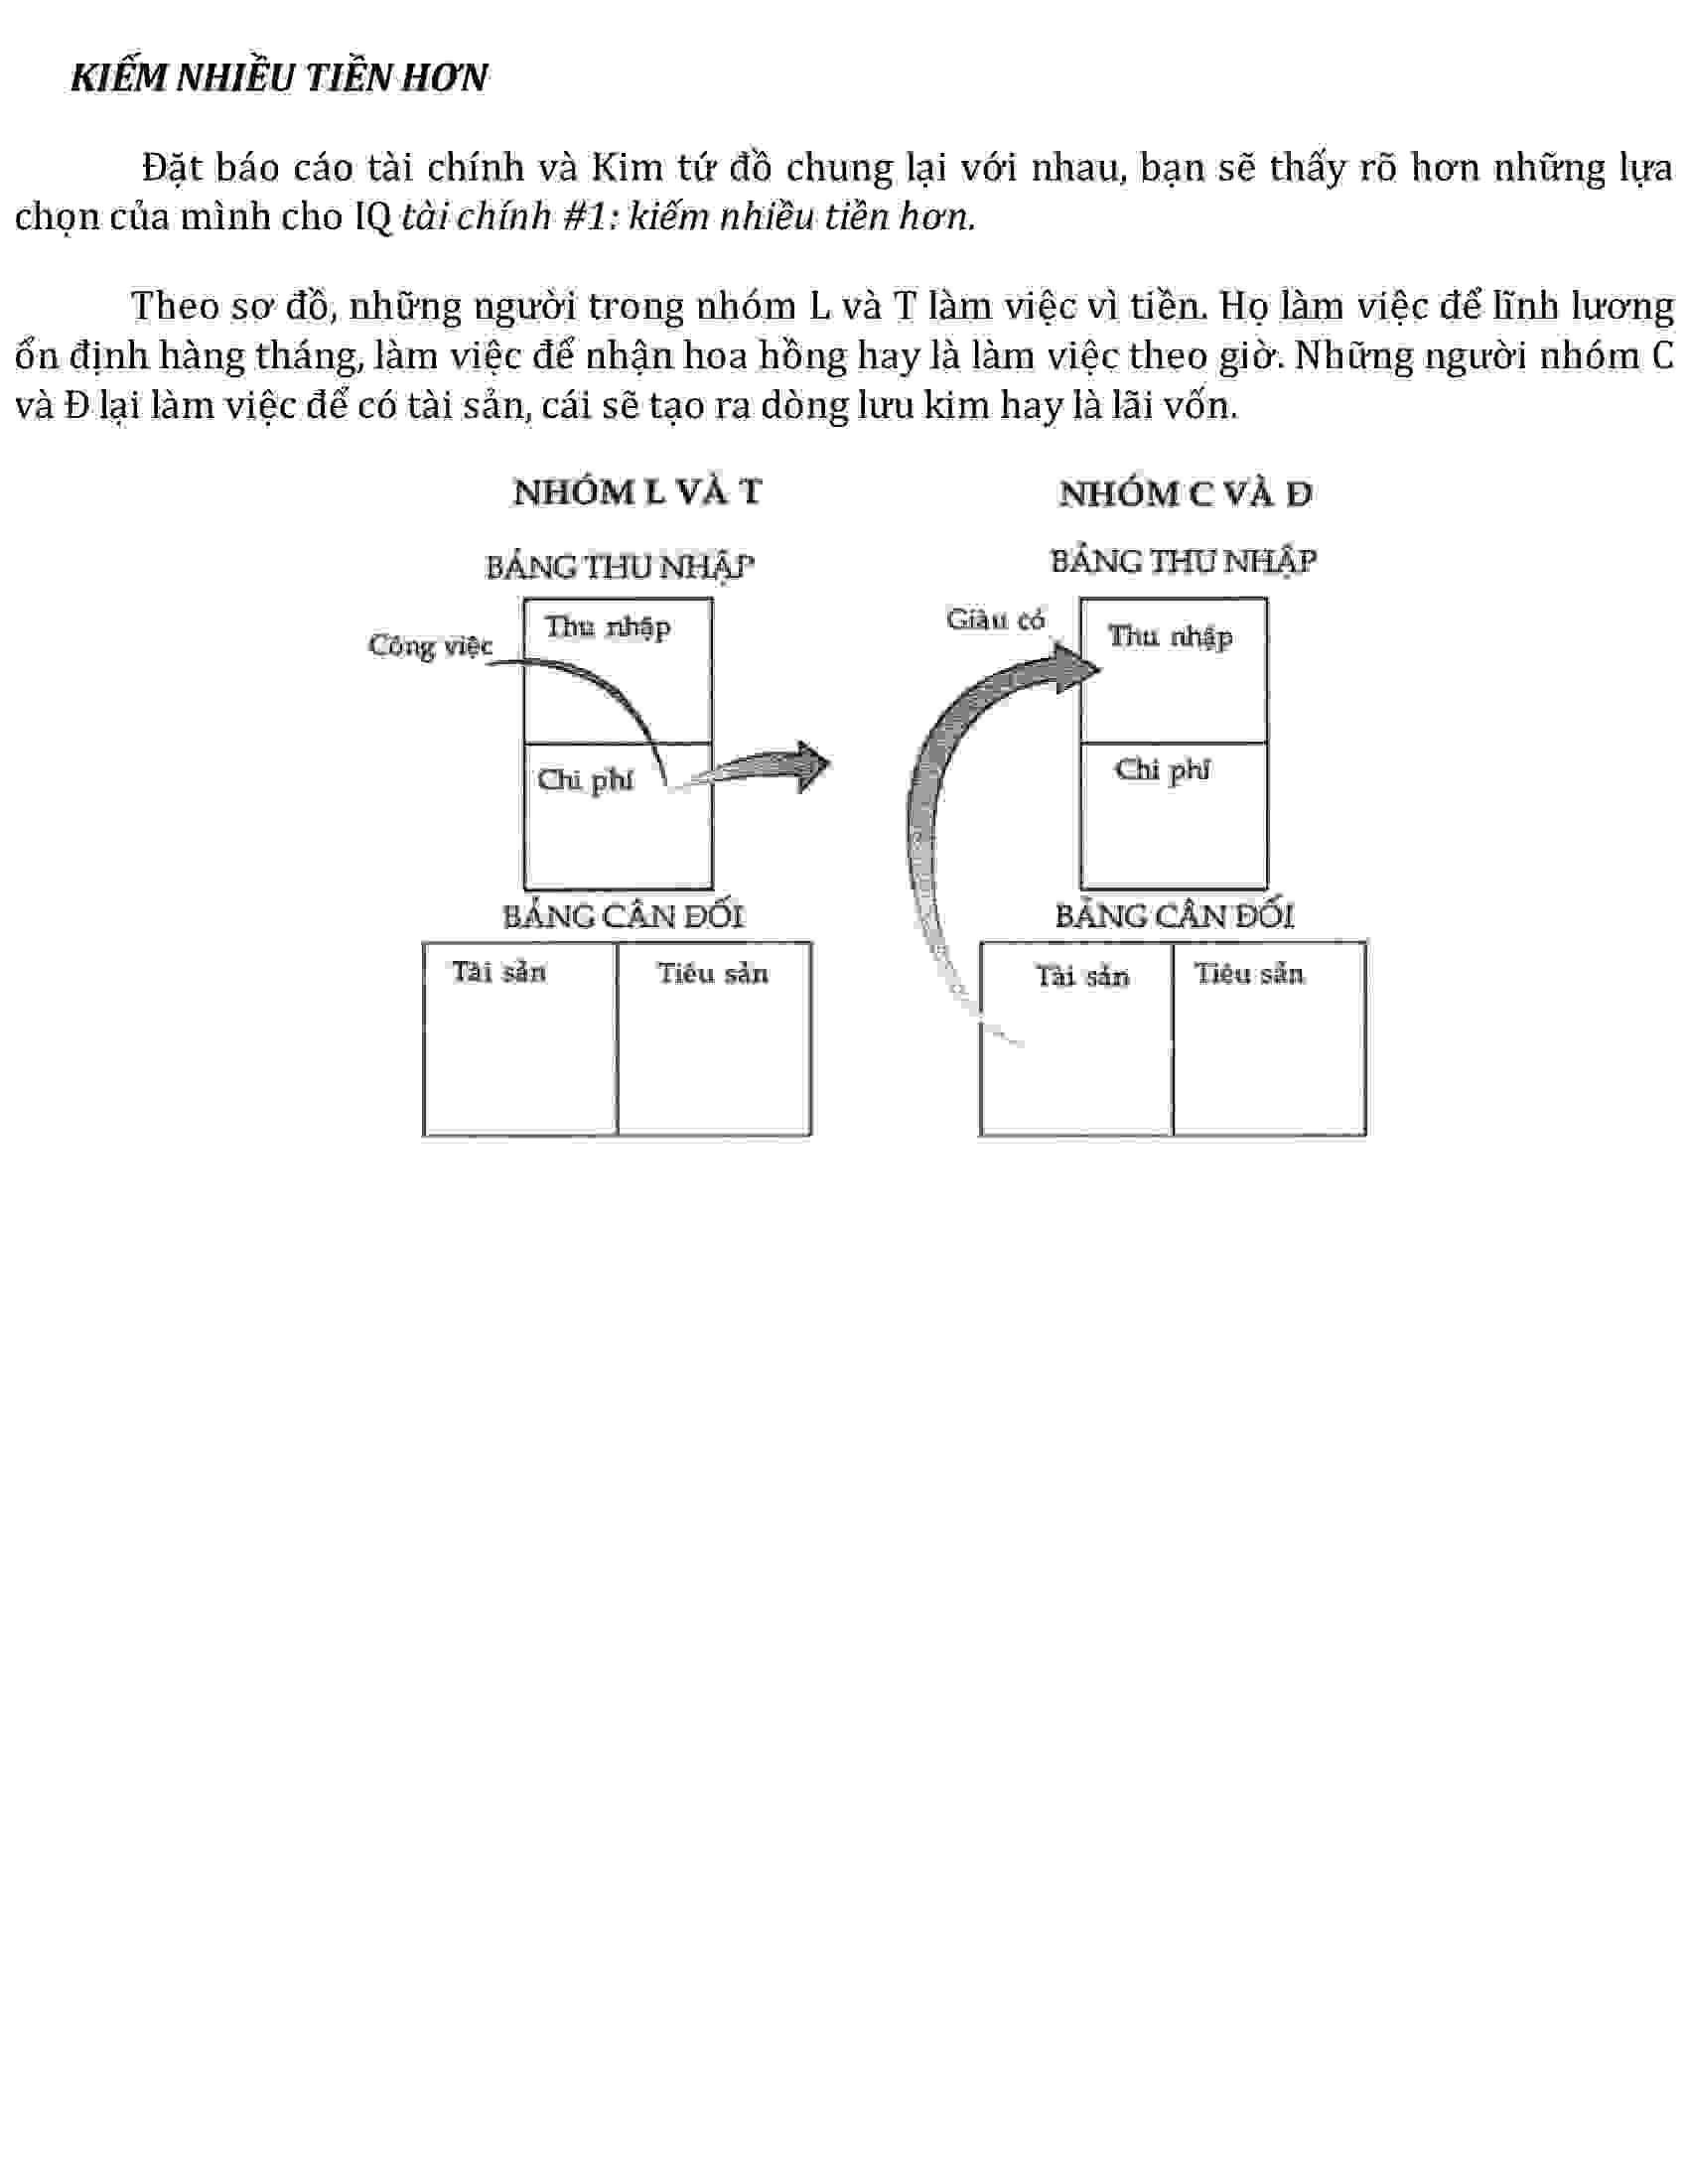 KIẾM NHIỀU TIỀN HƠN
Đặt báo cáo tài chính và Kim tứ đồ chung lại với nhau, bạn sẽ thấy rõ hơn những lựa
chọn của mình cho IQ tài chính #1: kiếm nhiều tiền hơn.
Theo sơ đồ, những người trong nhóm L và T làm việc vì tiền. Họ làm việc để lĩnh lương
ổn định hàng tháng, làm việc để nhận hoa hồng hay là làm việc theo giờ. Những người nhóm C
và Đ lại làm việc để có tài sản, cái sẽ tạo ra dòng lưu kim hay là lãi vốn.
NHÓM L VÀ T
BẢNG THU NHẬP
Công việc
Thu nhập
Chi phí
BẢNG CÂN ĐỐI
Tài sản
Tiêu sản
NHÓM C VÀ Đ
BẢNG THU NHẬP
Giàu có
Thu nhập
Chi phí
BẢNG CÂN ĐỐI
Tài sản
Tiêu sản